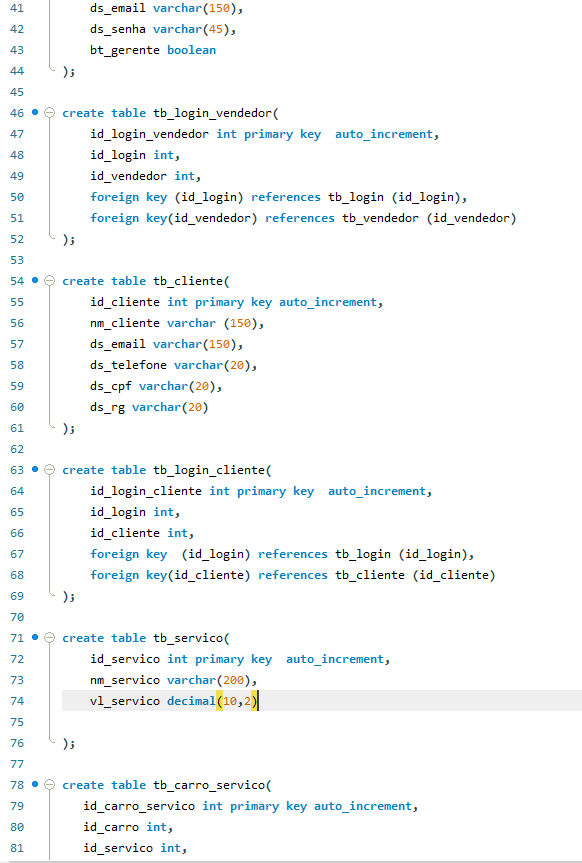 41 ds_email varchar(150),
42 ds_senha varchar(45),
43 bt_gerente boolean
44 );
45
46 create table tb_login_vendedor(
47 id_login_vendedor int primary key  auto_increment,
48 id_login int,
49 id_vendedor int,
50 foreign key (id_login) references tb_login (id_login),
51 foreign key(id_vendedor) references tb_vendedor (id_vendedor)
52 );
53
54 create table tb_cliente(
55 id_cliente int primary key auto_increment,
56 nm_cliente varchar (150),
57 ds_email varchar(150),
58 ds_telefone varchar(20),
59 ds_cpf varchar(20),
60 ds_rg varchar(20)
61 );
62
63 create table tb_login_cliente(
64 id_login_cliente int primary key  auto_increment,
65 id_login int,
66 id_cliente int,
67 foreign key  (id_login) references tb_login (id_login),
68 foreign key(id_cliente) references tb_cliente (id_cliente)
69 );
70
71 create table tb_servico(
72 id_servico int primary key  auto_increment,
73 nm_servico varchar(200),
74 vl_servico decimal(10,2)
75
76 );
77
78 create table tb_carro_servico(
79 id_carro_servico int primary key auto_increment,
80 id_carro int,
81 id_servico int,